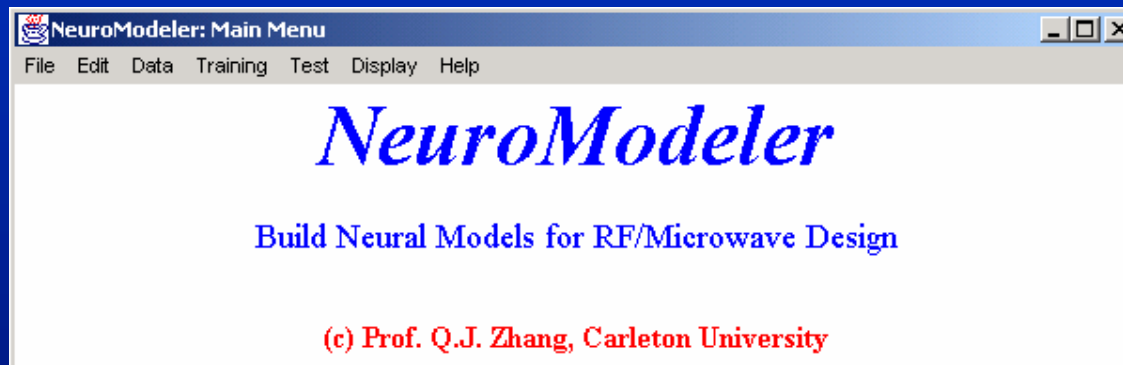 NeuroModeler: Main Menu
File Edit Data Training Test Display Help
NeuroModeler
Build Neural Models for RF/Microwave Design
(c) Prof. Q.J. Zhang, Carleton University